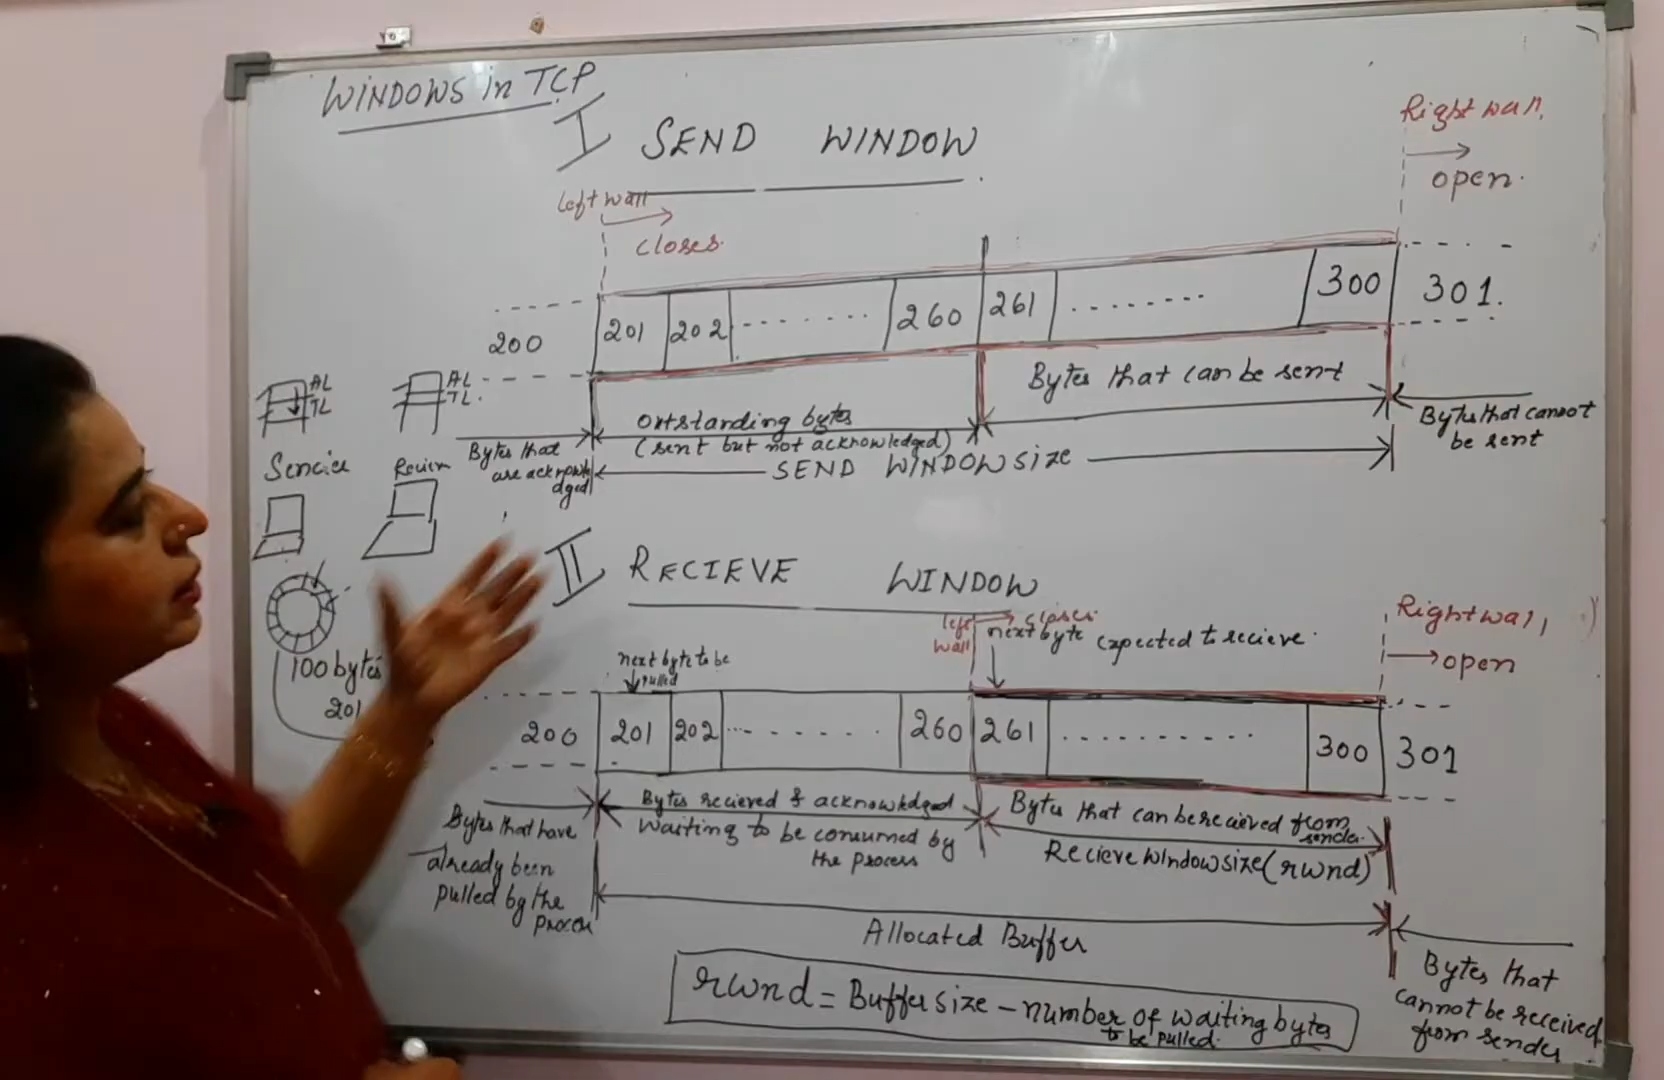 WINDOWS in TCP
I SEND WINDOW
Right wall,
open.
left wall
closes.
200 201 202 260 261 300 301.
AL
TL
AL
TL.
Outstanding bytes
(sent but not acknowledged)
Bytes that can be sent
Bytes that cannot
be sent
Bytes that
are acknowle
dged
SEND WINDOW size
II RECIEVE WINDOW
left
wall
closes.
next byte expected to recieve.
Right wall,
open
100 bytes
201
next byte to be
pulled
200 201 202 260 261 300 301
Bytes that have
already been
pulled by the
Bytes recieved & acknowledged
waiting to be consumed by
the process
Bytes that can be recieved from
sender.
Recieve window size (rwnd)
Allocated Buffer
Bytes that
cannot be received
from sender
rwnd = Buffer size - number of waiting bytes
to be pulled.